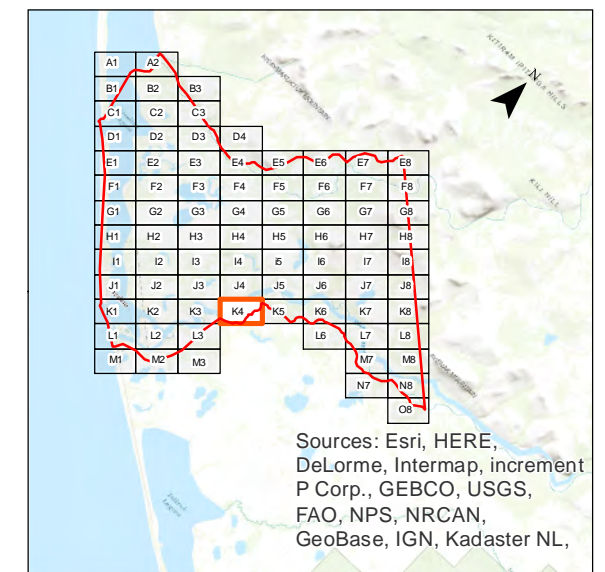 KITIRAM IPITINGA HILLS
N
KILI HILL
A1 A2
B1 B2 B3
C1 C2 C3
D1 D2 D3 D4
E1 E2 E3 E4 E5 E6 E7 E8
F1 F2 F3 F4 F5 F6 F7 F8
G1 G2 G3 G4 G5 G6 G7 G8
H1 H2 H3 H4 H5 H6 H7 H8
I1 I2 I3 I4 I5 I6 I7 I8
J1 J2 J3 J4 J5 J6 J7 J8
K1 K2 K3 K4 K5 K6 K7 K8
L1 L2 L3 L6 L7 L8
M1 M2 M3 M7 M8
N7 N8
O8
Sources: Esri, HERE,
DeLorme, Intermap, increment
P Corp., GEBCO, USGS,
FAO, NPS, NRCAN,
GeoBase, IGN, Kadaster NL,